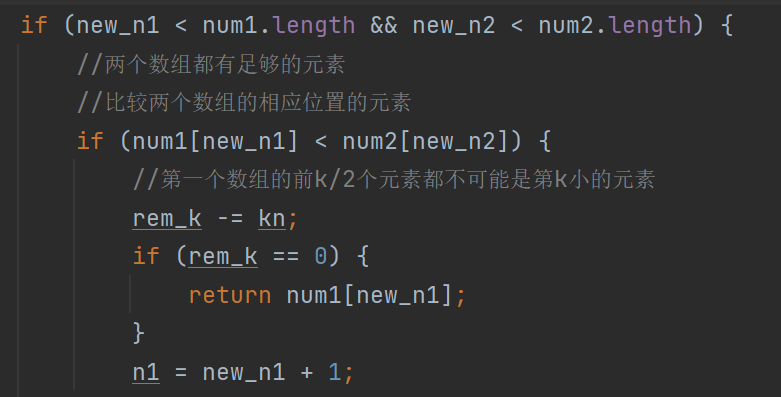 if (new_n1 < num1.length && new_n2 < num2.length) {
//两个数组都有足够的元素
//比较两个数组的相应位置的元素
if (num1[new_n1] < num2[new_n2]) {
//第一个数组的前k/2个元素都不可能是第k小的元素
rem_k -= kn;
if (rem_k == 0) {
return num1[new_n1];
}
n1 = new_n1 + 1;